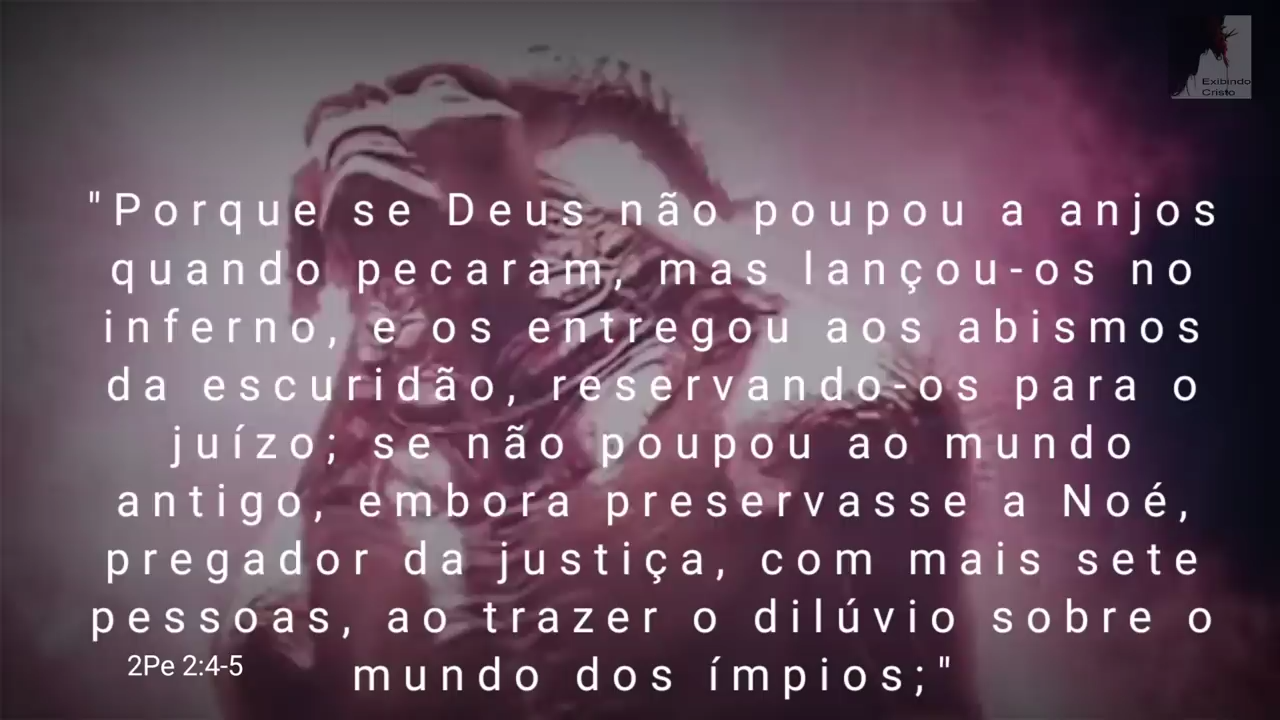 Exibindo
Cristo
"Porque se Deus não poupou a anjos
quando pecaram, mas lançou-os no
inferno, e os entregou aos abismos
da escuridão, reservando-os para o
juízo; se não poupou ao mundo
antigo, embora preservasse a Noé,
pregador da justiça, com mais sete
pessoas, ao trazer o dilúvio sobre o
mundo dos ímpios;"
2Pe 2:4-5